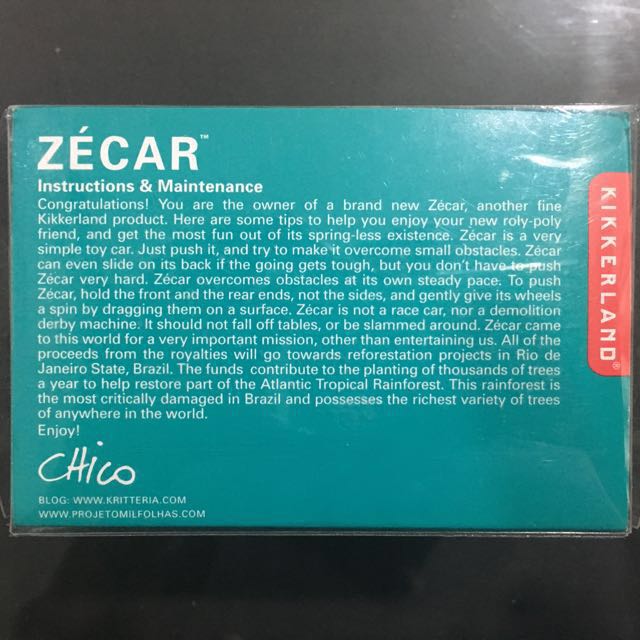 ZÉCAR™
Instructions & Maintenance
Congratulations! You are the owner of a brand new Zécar, another fine
Kikkerland product. Here are some tips to help you enjoy your new roly-poly
friend, and get the most fun out of its spring-less existence. Zécar is a very
simple toy car. Just push it, and try to make it overcome small obstacles. Zécar
can even slide on its back if the going gets tough, but you don't have to push
Zécar very hard. Zécar overcomes obstacles at its own steady pace. To push
Zécar, hold the front and the rear ends, not the sides, and gently give its wheels
a spin by dragging them on a surface. Zécar is not a race car, nor a demolition
derby machine. It should not fall off tables, or be slammed around. Zécar came
to this world for a very important mission, other than entertaining us. All of the
proceeds from the royalties will go towards reforestation projects in Rio de
Janeiro State, Brazil. The funds contribute to the planting of thousands of trees
a year to help restore part of the Atlantic Tropical Rainforest. This rainforest is
the most critically damaged in Brazil and possesses the richest variety of trees
of anywhere in the world.
Enjoy!
CHico
BLOG: WWW.KRITTERIA.COM
WWW.PROJETOMILFOLHAS.COM
KIKKERLAND®